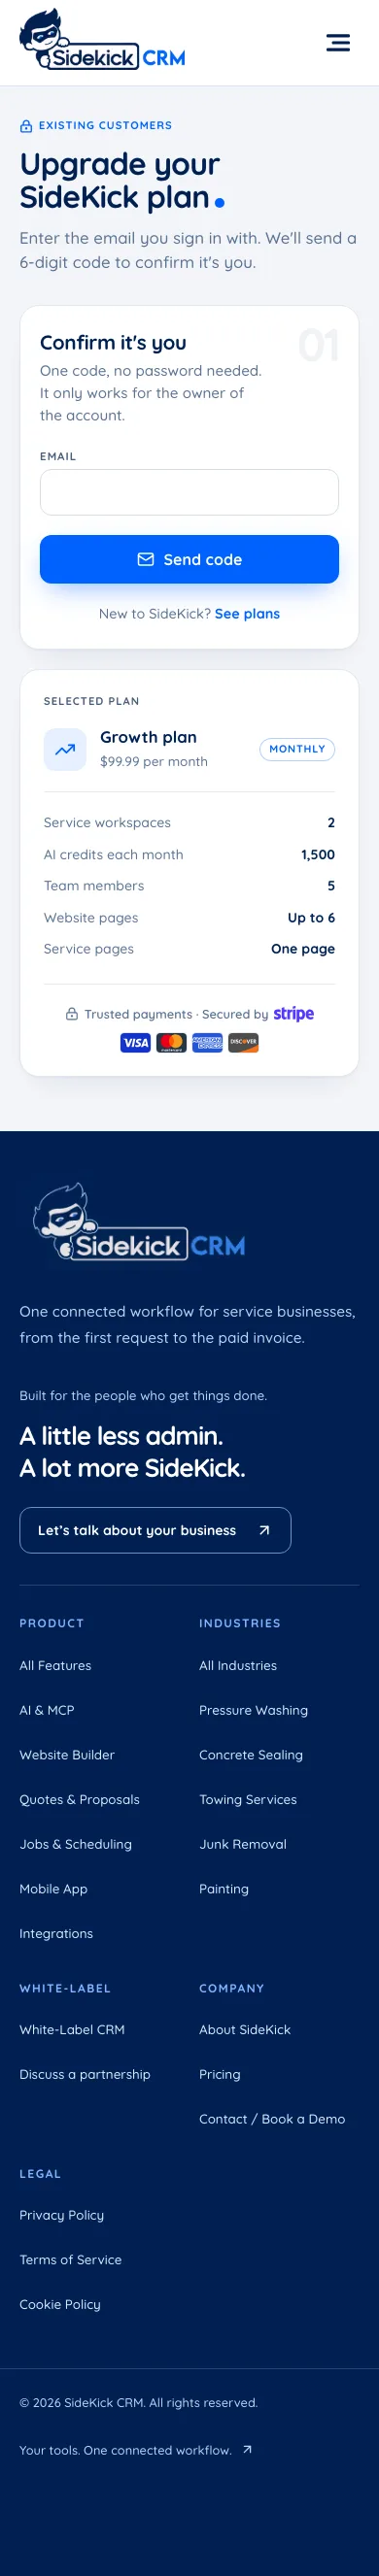 Sidekick CRM
EXISTING CUSTOMERS
Upgrade your
SideKick plan.
Enter the email you sign in with. We'll send a
6-digit code to confirm it's you.
01
Confirm it's you
One code, no password needed.
It only works for the owner of
the account.
EMAIL
Send code
New to SideKick? See plans
SELECTED PLAN
Growth plan
$99.99 per month
MONTHLY
Service workspaces 2
AI credits each month 1,500
Team members 5
Website pages Up to 6
Service pages One page
Trusted payments · Secured by stripe
VISA mastercard AMERICAN EXPRESS DISCOVER
Sidekick CRM
One connected workflow for service businesses,
from the first request to the paid invoice.
Built for the people who get things done.
A little less admin.
A lot more SideKick.
Let’s talk about your business
PRODUCT
All Features
AI & MCP
Website Builder
Quotes & Proposals
Jobs & Scheduling
Mobile App
Integrations
INDUSTRIES
All Industries
Pressure Washing
Concrete Sealing
Towing Services
Junk Removal
Painting
WHITE-LABEL
White-Label CRM
Discuss a partnership
COMPANY
About SideKick
Pricing
Contact / Book a Demo
LEGAL
Privacy Policy
Terms of Service
Cookie Policy
© 2026 SideKick CRM. All rights reserved.
Your tools. One connected workflow.